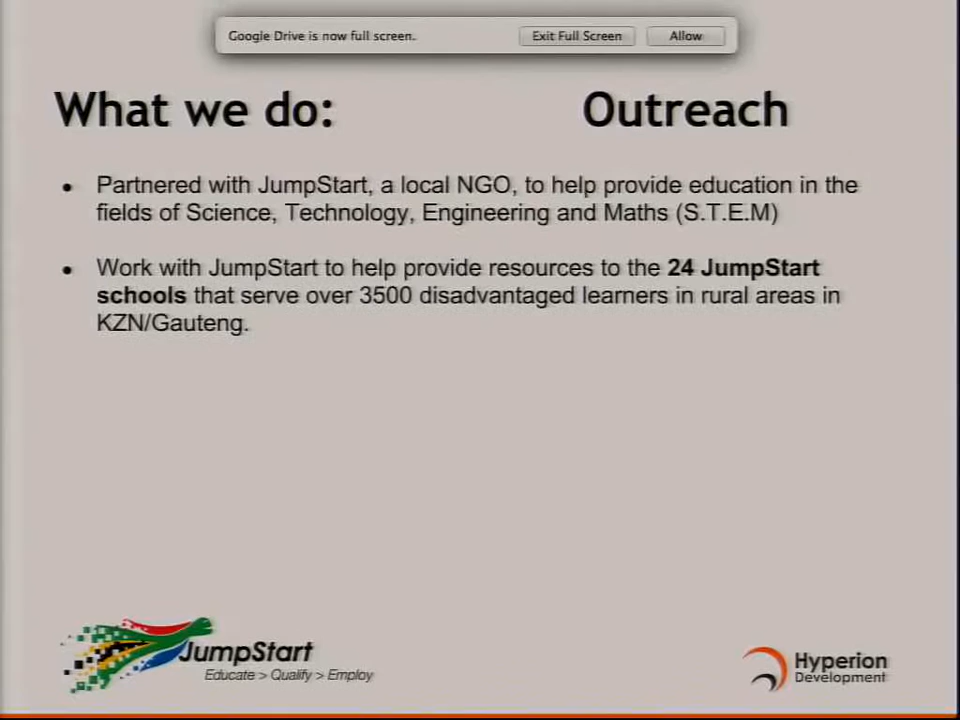 Google Drive is now full screen. Exit Full Screen Allow
What we do: Outreach
• Partnered with JumpStart, a local NGO, to help provide education in the
fields of Science, Technology, Engineering and Maths (S.T.E.M)
• Work with JumpStart to help provide resources to the 24 JumpStart
schools that serve over 3500 disadvantaged learners in rural areas in
KZN/Gauteng.
JumpStart
Educate > Qualify > Employ
Hyperion
Development